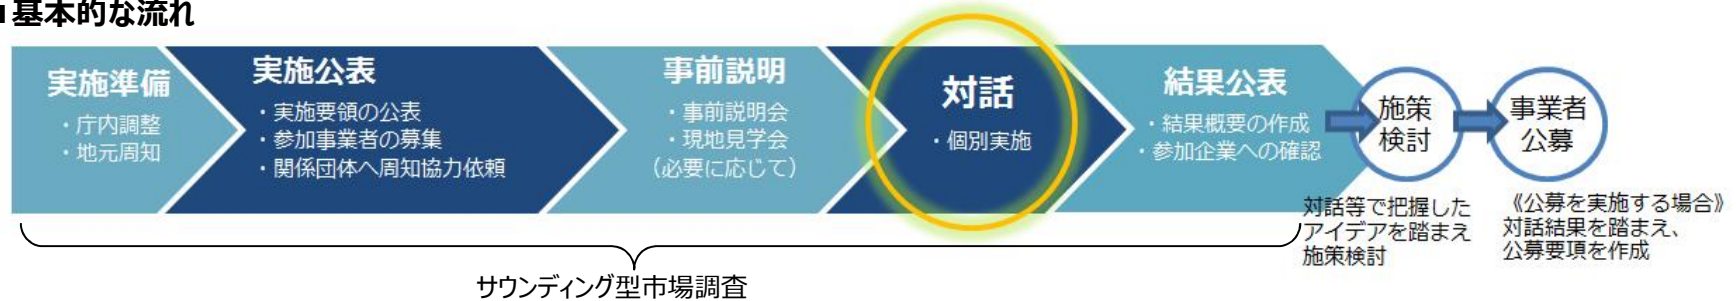 ■基本的な流れ
実施準備
・庁内調整
・地元周知
実施公表
・実施要領の公表
・参加事業者の募集
・関係団体へ周知協力依頼
事前説明
・事前説明会
・現地見学会
（必要に応じて）
対話
・個別実施
結果公表
・結果概要の作成
・参加企業への確認
施策
検討
事業者
公募
対話等で把握した
アイデアを踏まえ
施策検討
《公募を実施する場合》
対話結果を踏まえ、
公募要項を作成
サウンディング型市場調査